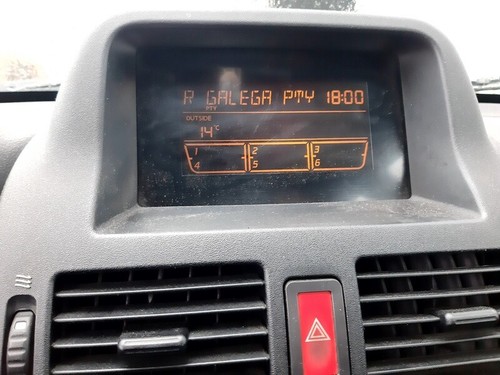 R GALEGA PTY 18:00
PTY
OUTSIDE
14°C
1 2 3
4 5 6